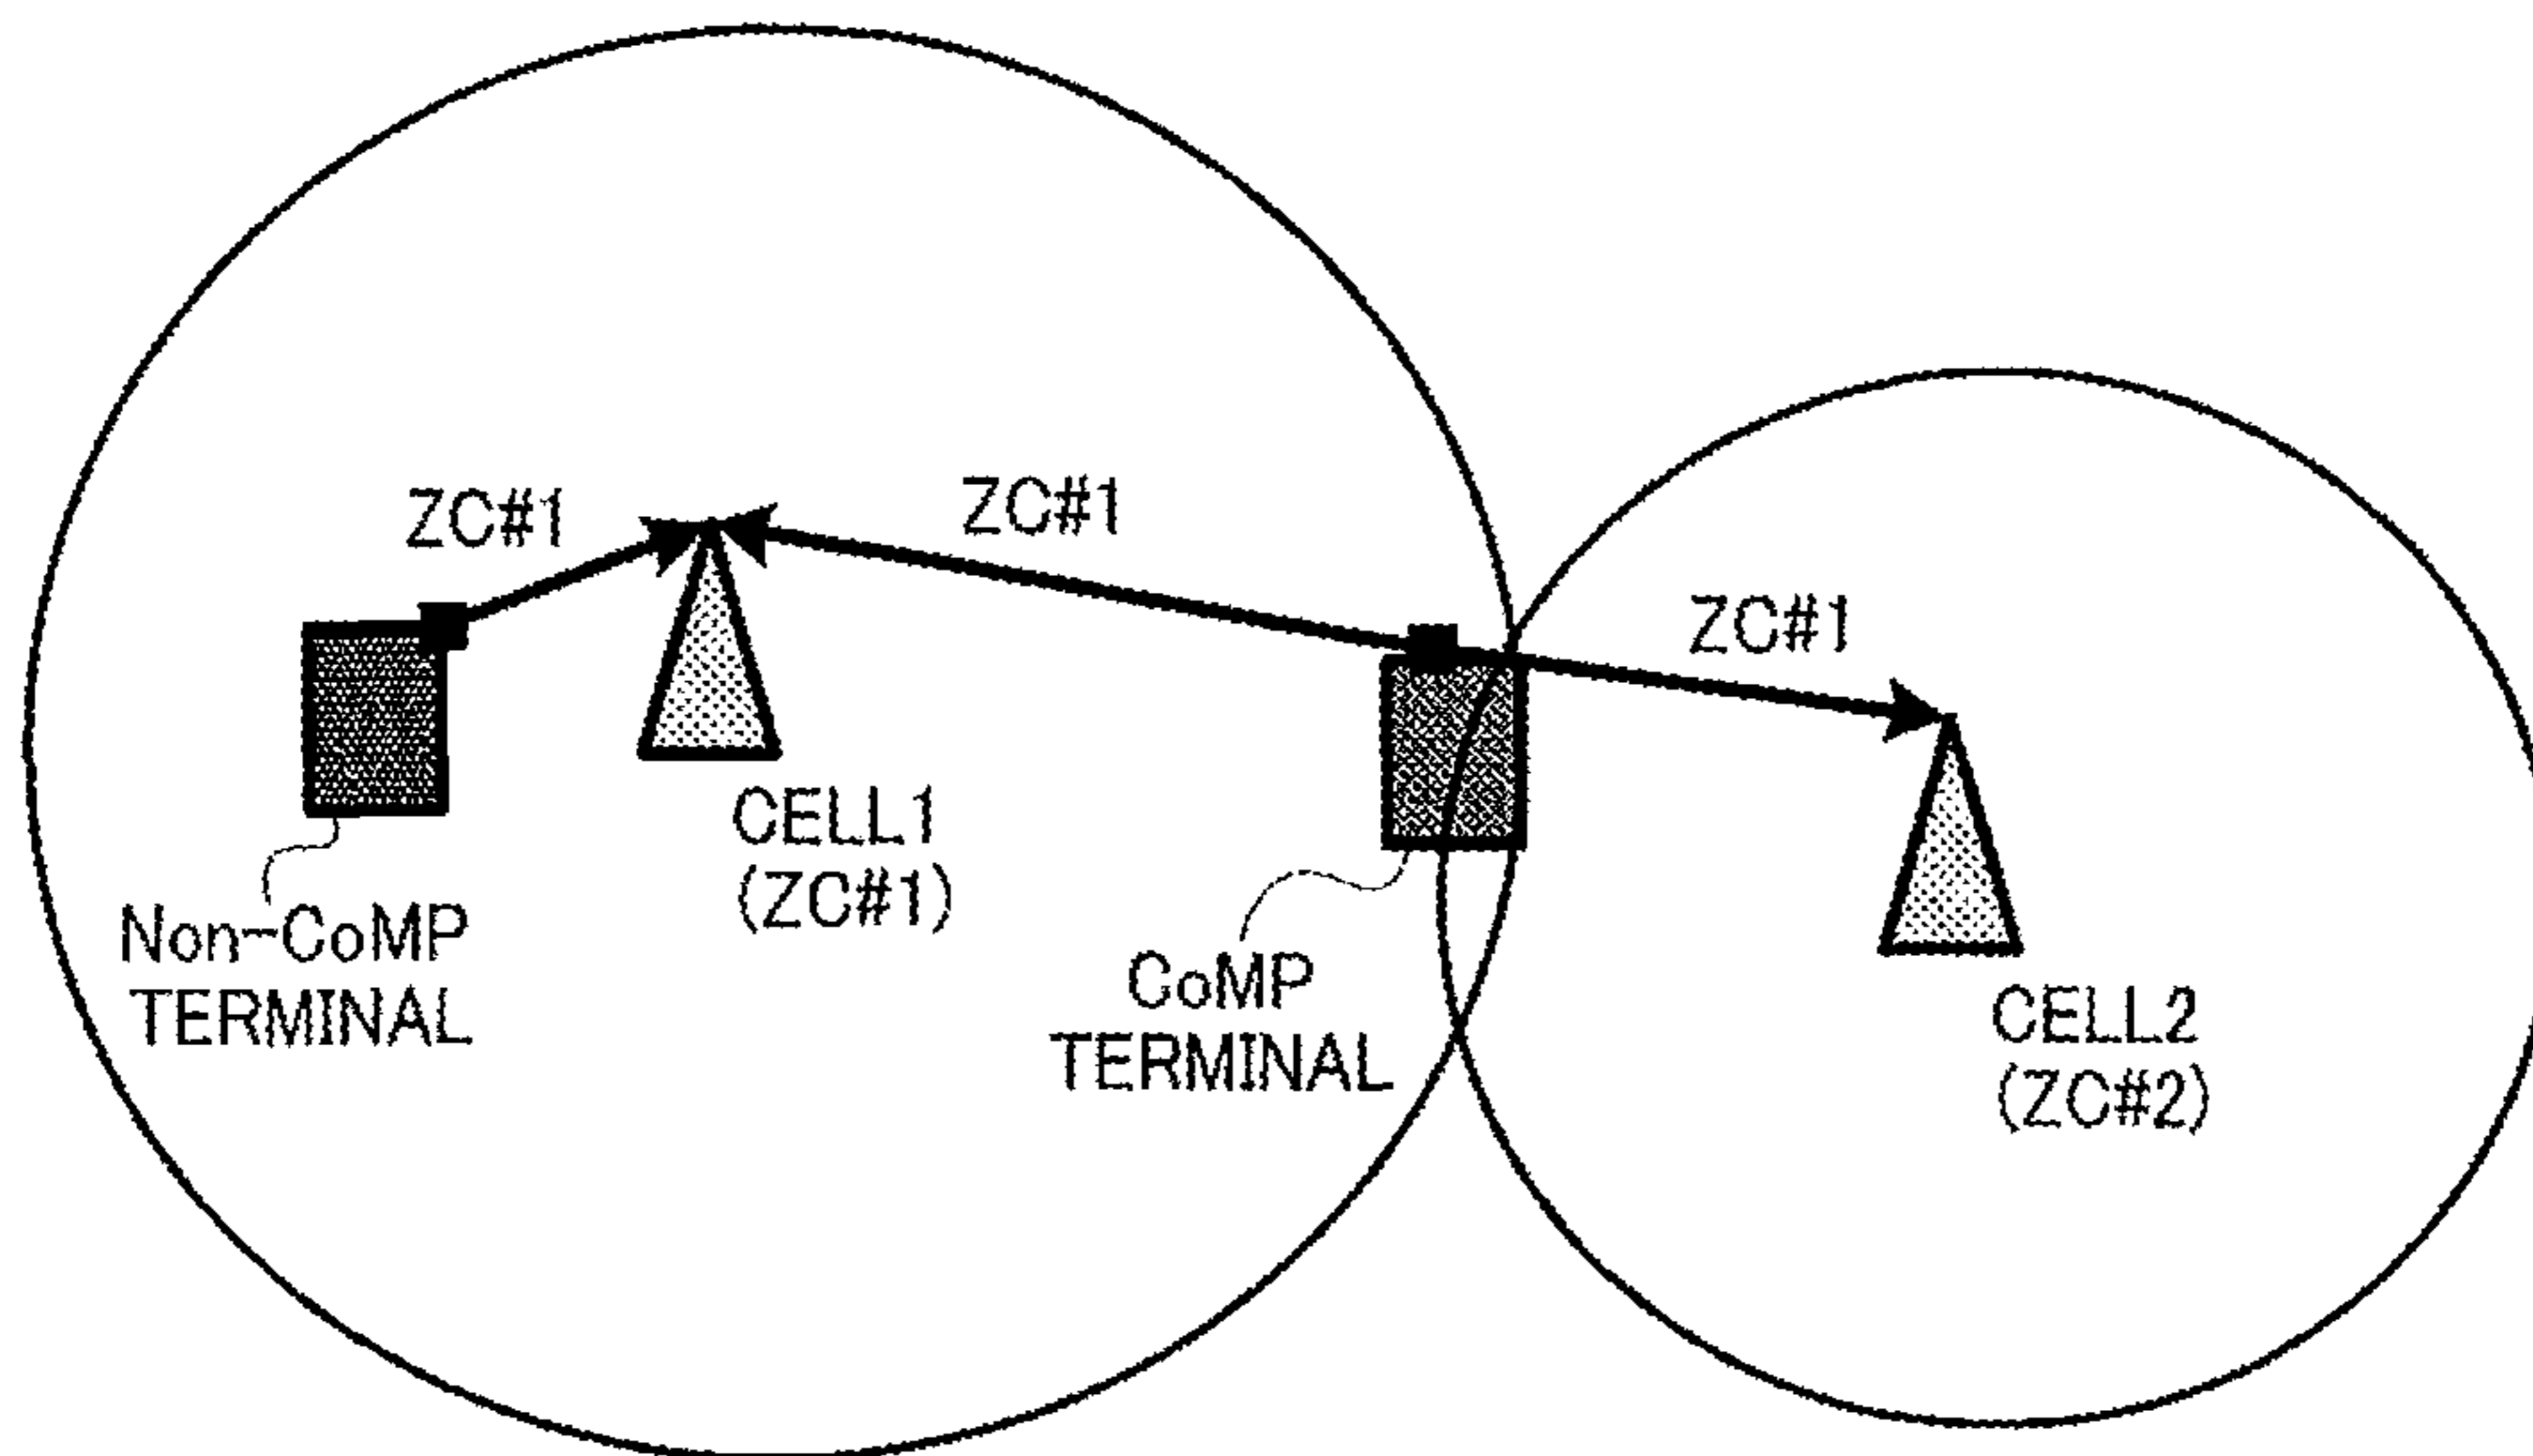 ZC#1
ZC#1
ZC#1
CELL1
(ZC#1)
Non-CoMP
TERMINAL
CoMP
TERMINAL
CELL2
(ZC#2)